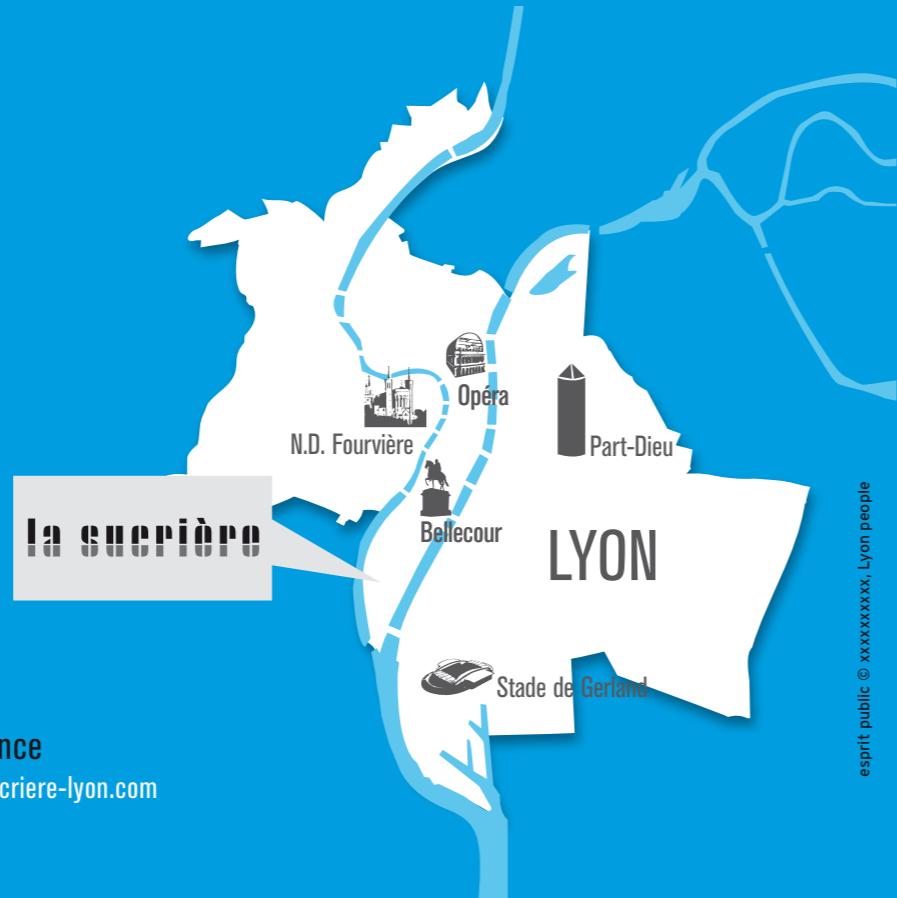 Opéra
N.D. Fourvière
Part-Dieu
Bellecour
la sucrière
LYON
Stade de Gerland
nce
criere-lyon.com
esprit public © xxxxxxxxxx, Lyon people